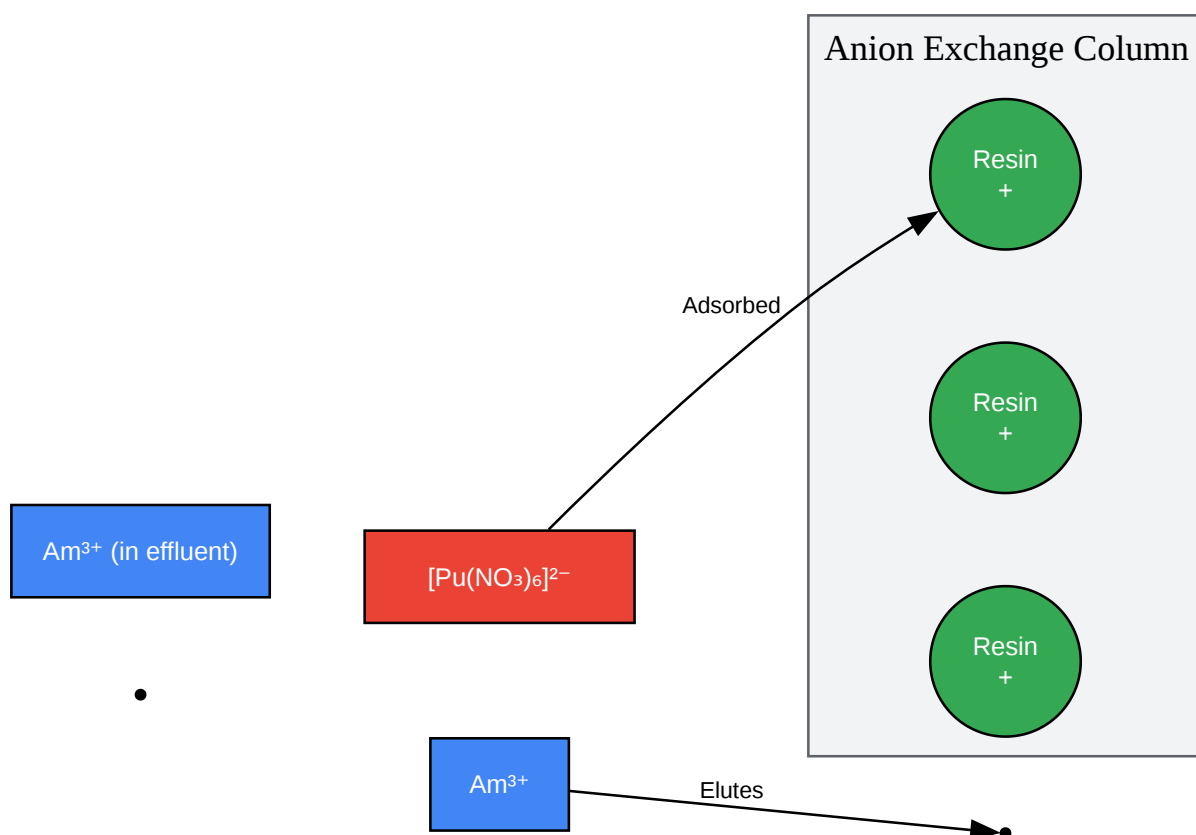 Anion Exchange Column
Resin
+
Adsorbed
Resin
+
Am³⁺ (in effluent)
[Pu(NO₃)₆]²⁻
Resin
+
Am³⁺
Elutes